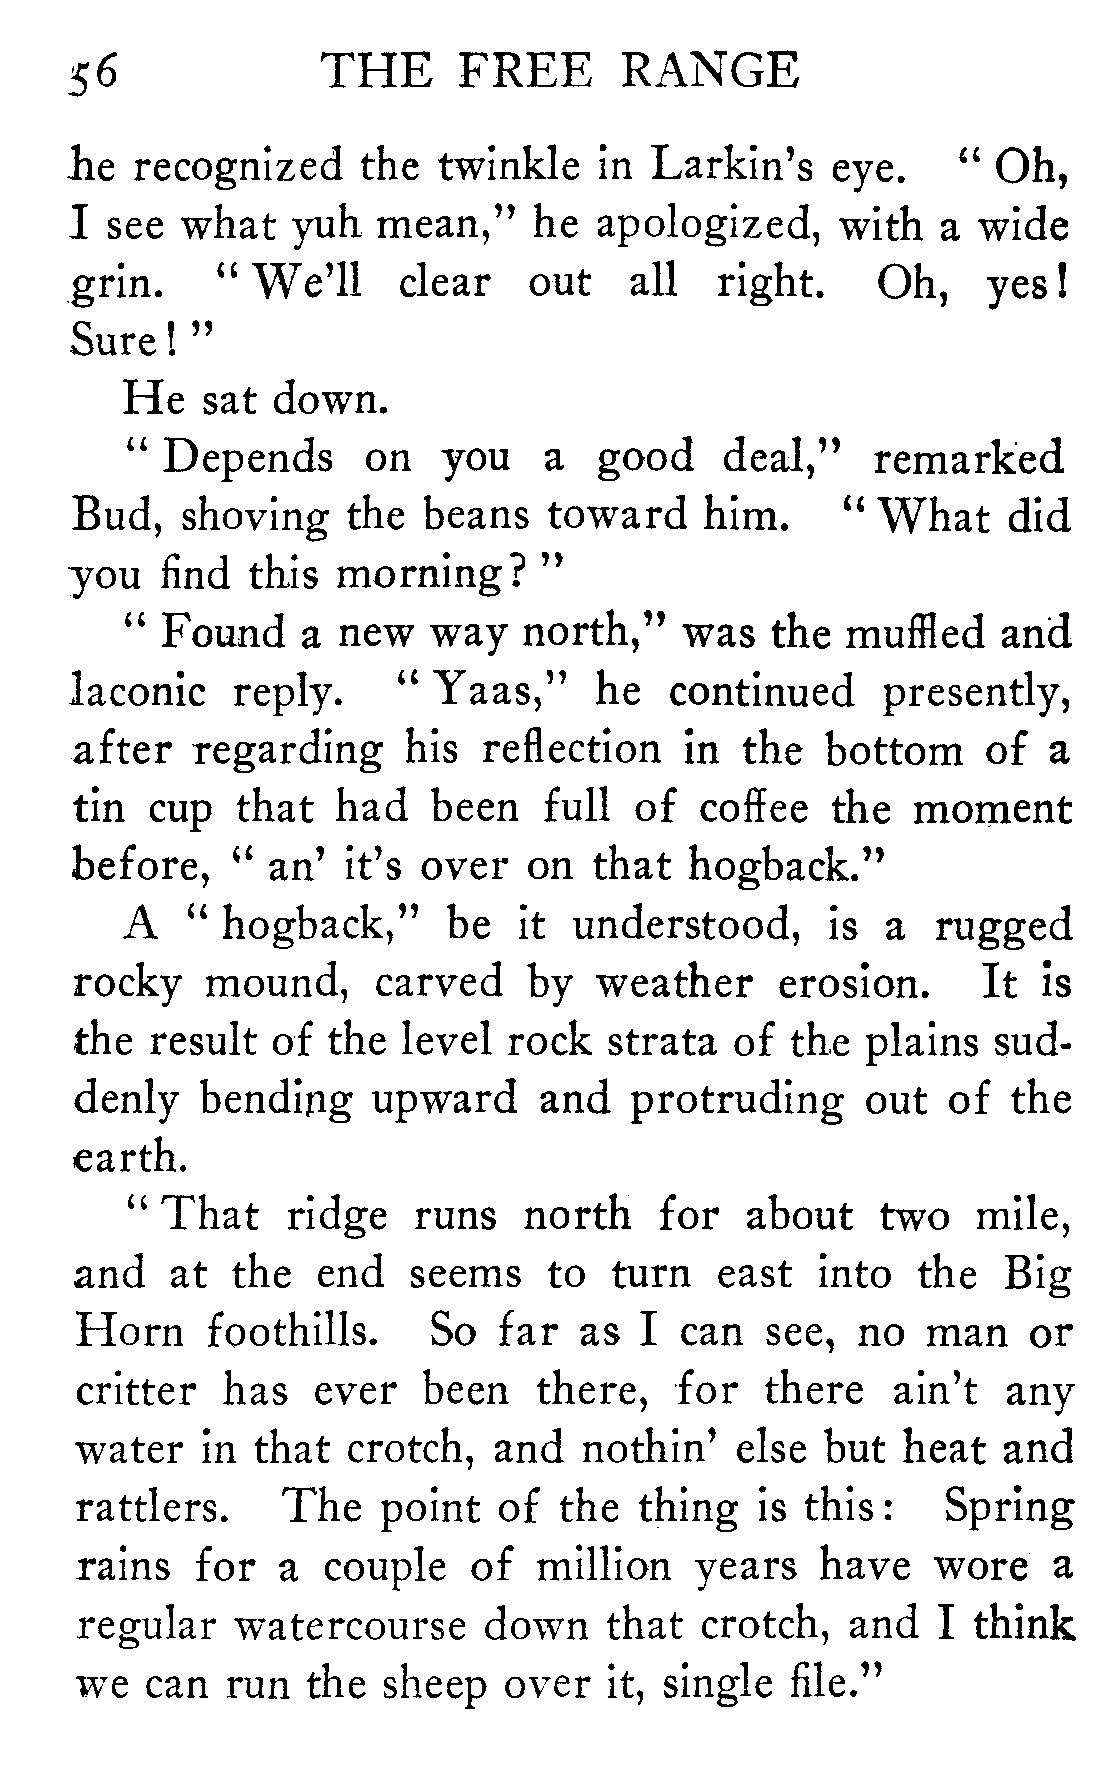 56 THE FREE RANGE
he recognized the twinkle in Larkin's eye. " Oh,
I see what yuh mean," he apologized, with a wide
grin. " We'll clear out all right. Oh, yes!
Sure! "
He sat down.
" Depends on you a good deal," remarked
Bud, shoving the beans toward him. " What did
you find this morning? "
" Found a new way north," was the muffled and
laconic reply. " Yaas," he continued presently,
after regarding his reflection in the bottom of a
tin cup that had been full of coffee the moment
before, " an' it's over on that hogback."
A " hogback," be it understood, is a rugged
rocky mound, carved by weather erosion. It is
the result of the level rock strata of the plains sud-
denly bending upward and protruding out of the
earth.
" That ridge runs north for about two mile,
and at the end seems to turn east into the Big
Horn foothills. So far as I can see, no man or
critter has ever been there, for there ain't any
water in that crotch, and nothin' else but heat and
rattlers. The point of the thing is this: Spring
rains for a couple of million years have wore a
regular watercourse down that crotch, and I think
we can run the sheep over it, single file."